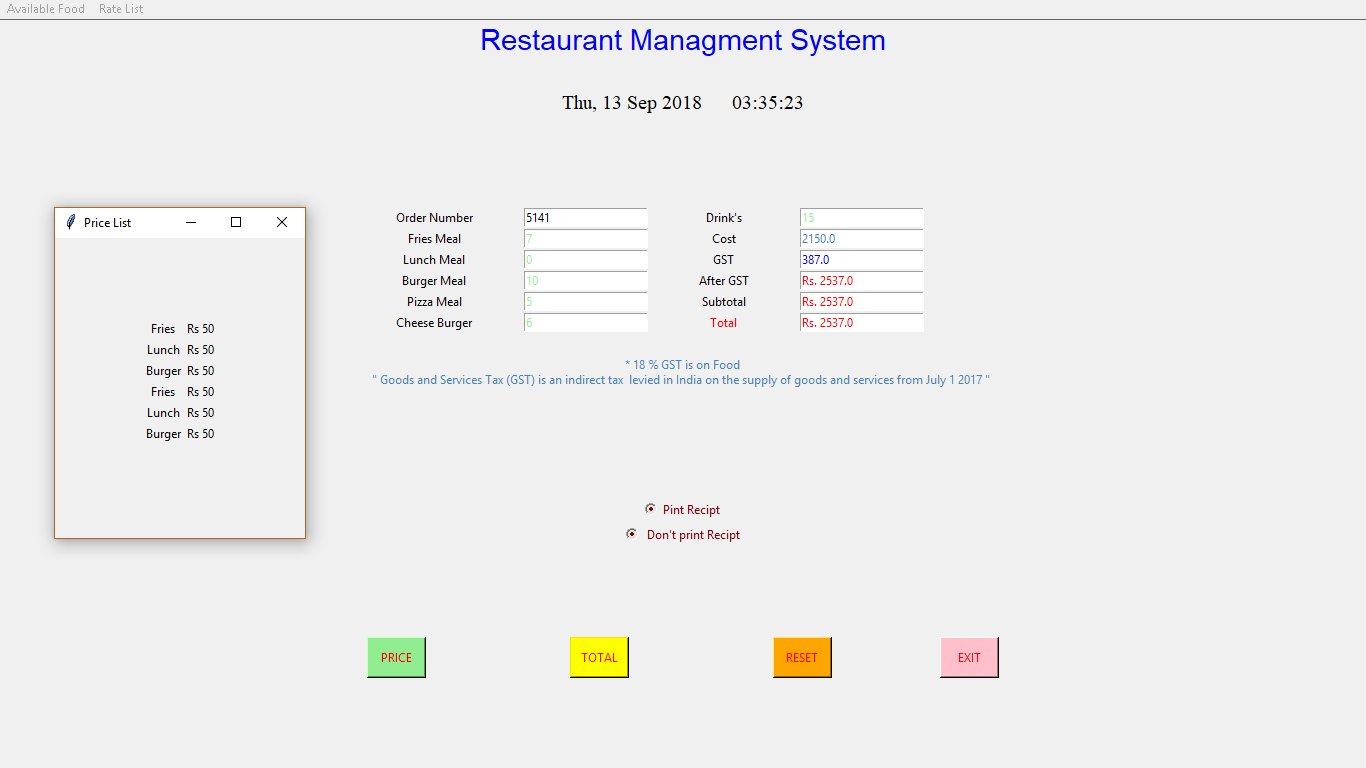 Available Food Rate List
Restaurant Managment System
Thu, 13 Sep 2018 03:35:23
Price List
Fries Rs 50
Lunch Rs 50
Burger Rs 50
Fries Rs 50
Lunch Rs 50
Burger Rs 50
Order Number 5141 Drink's 15
Fries Meal 7 Cost 2150.0
Lunch Meal 0 GST 387.0
Burger Meal 10 After GST Rs. 2537.0
Pizza Meal 5 Subtotal Rs. 2537.0
Cheese Burger 6 Total Rs. 2537.0
* 18 % GST is on Food
" Goods and Services Tax (GST) is an indirect tax levied in India on the supply of goods and services from July 1 2017 "
Pint Recipt
Don't print Recipt
PRICE TOTAL RESET EXIT